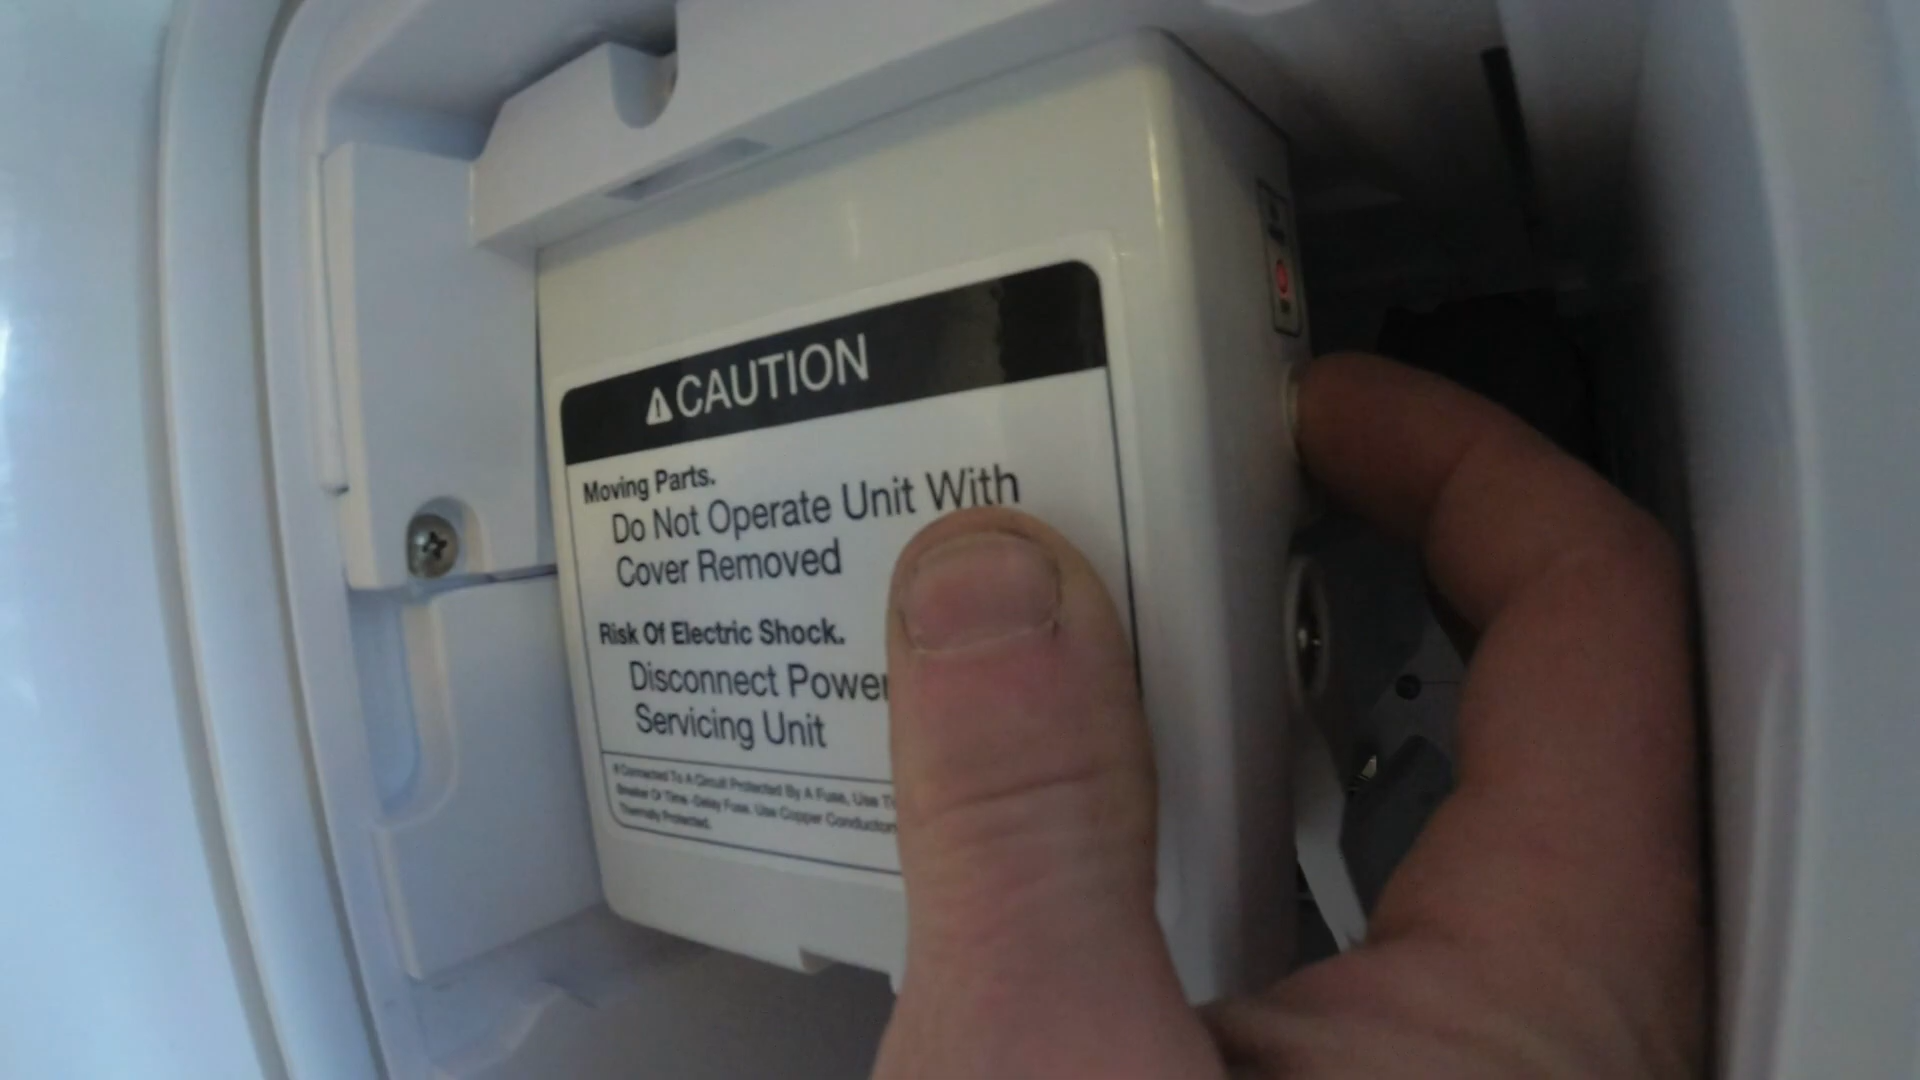 CAUTION
Moving Parts.
Do Not Operate Unit With
Cover Removed
Risk Of Electric Shock.
Disconnect Power
Servicing Unit
If Connected To A Circuit Protected By A Fuse, Use
Breaker Or Time-Delay Fuse. Use Copper Conductors
Thermally Protected.